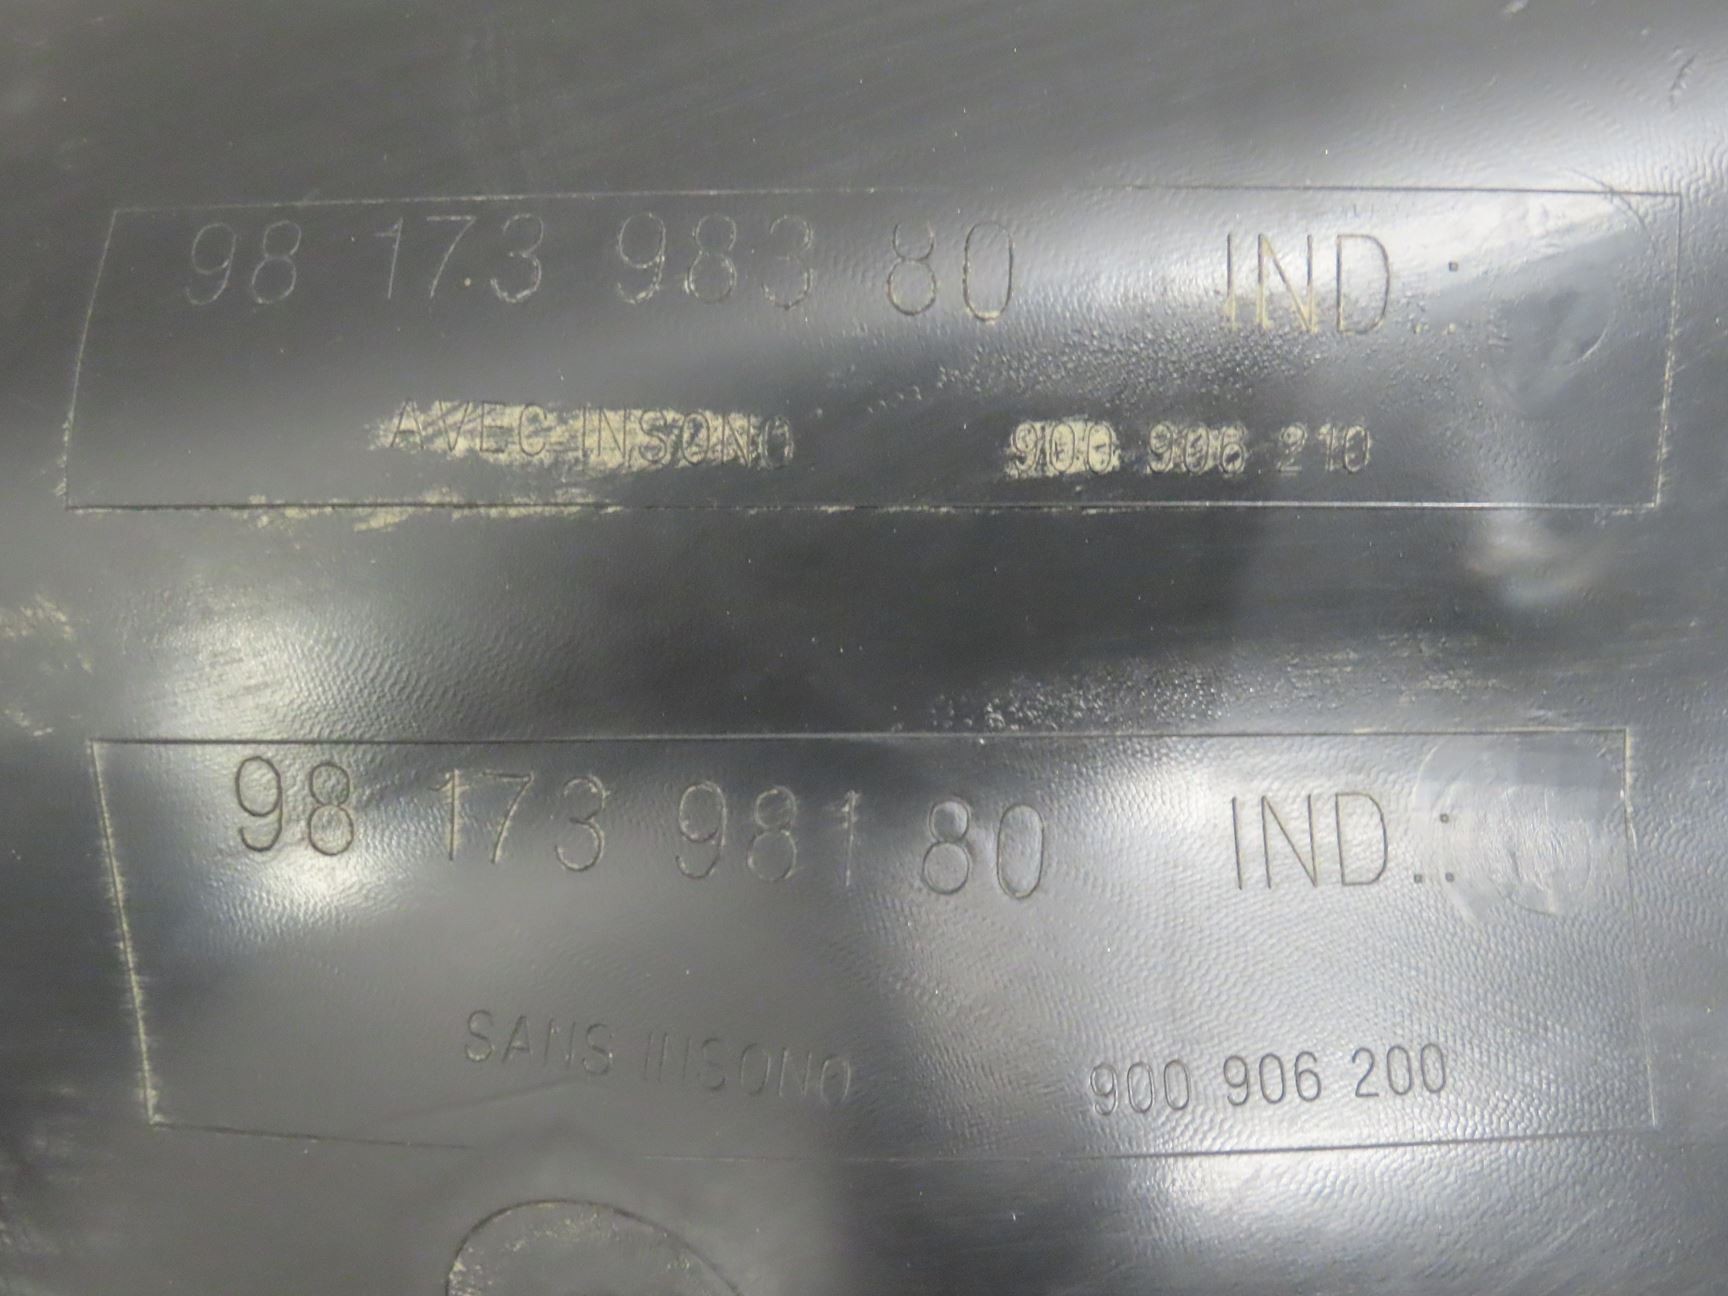 98 173 983 80 IND.:
AVEC INSONO 900 906 210
98 173 981 80 IND.:
SANS INSONO 900 906 200